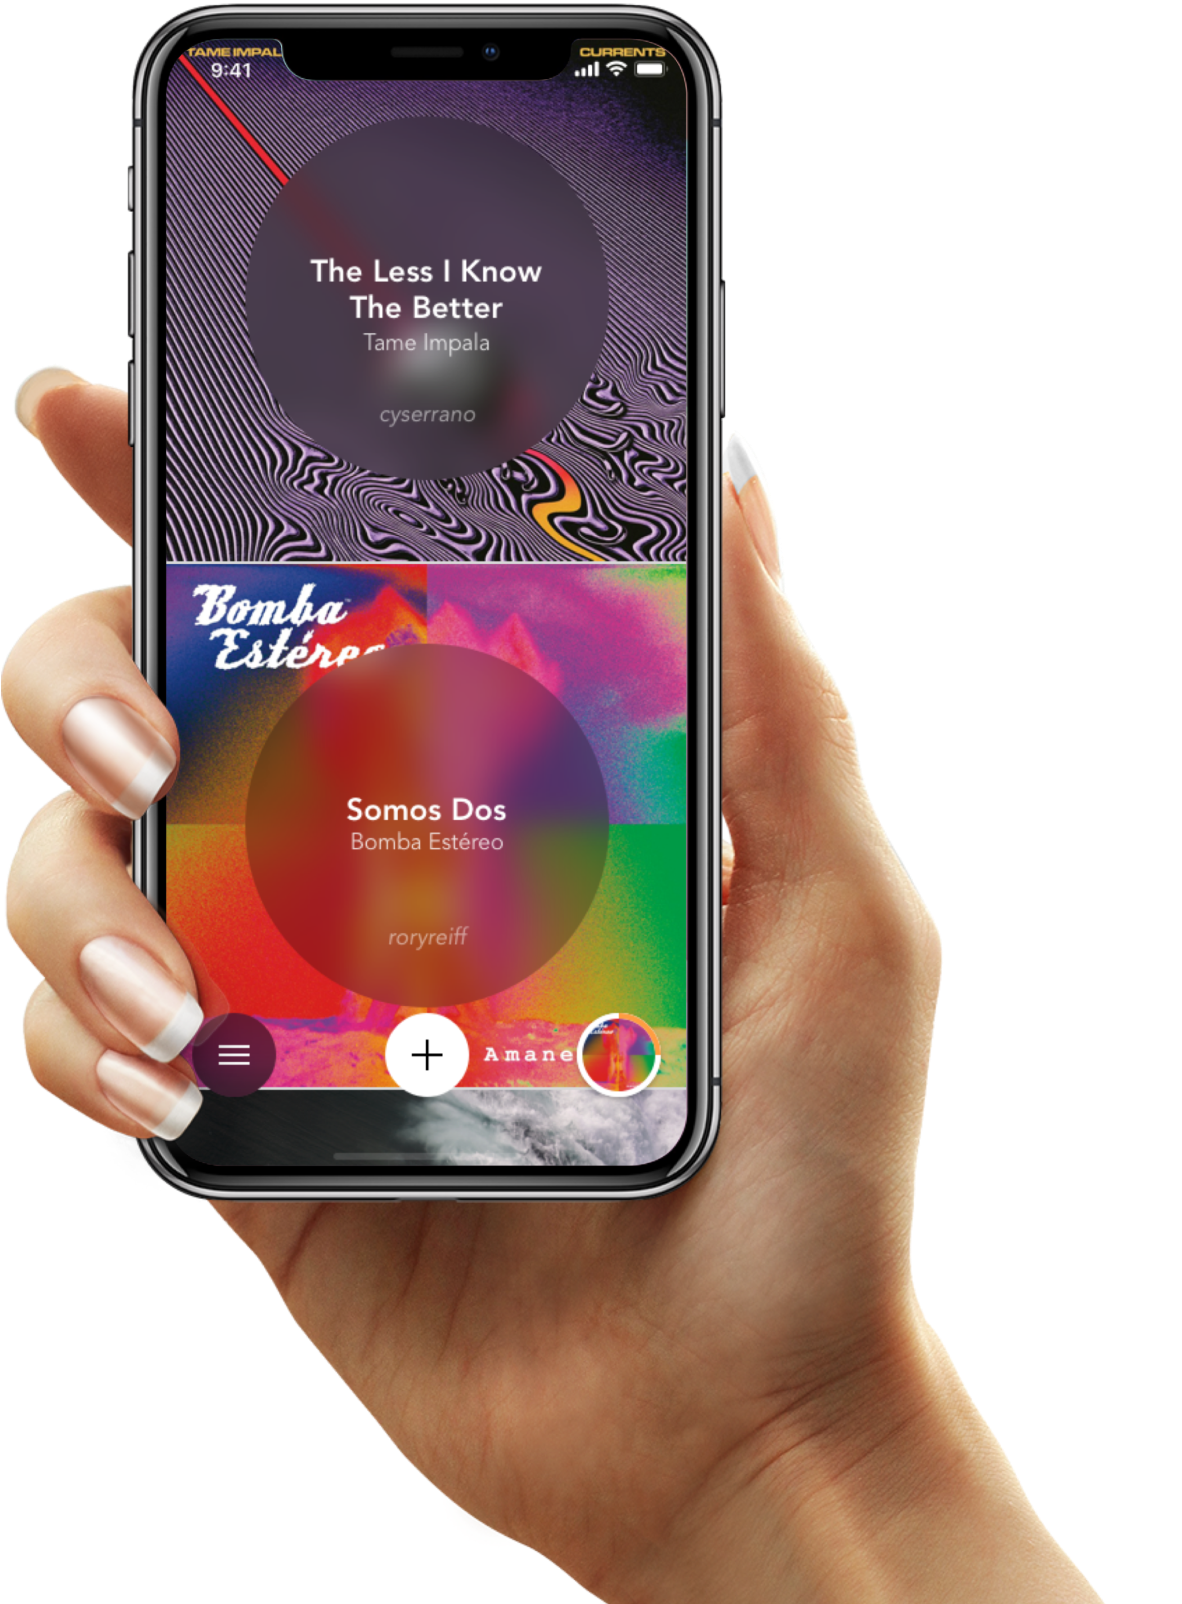 TAME IMPAL
CURRENTS
9:41
The Less I Know
The Better
Tame Impala
cyserrano
Bomba
Estéreo
Somos Dos
Bomba Estéreo
roryreiff
Amane